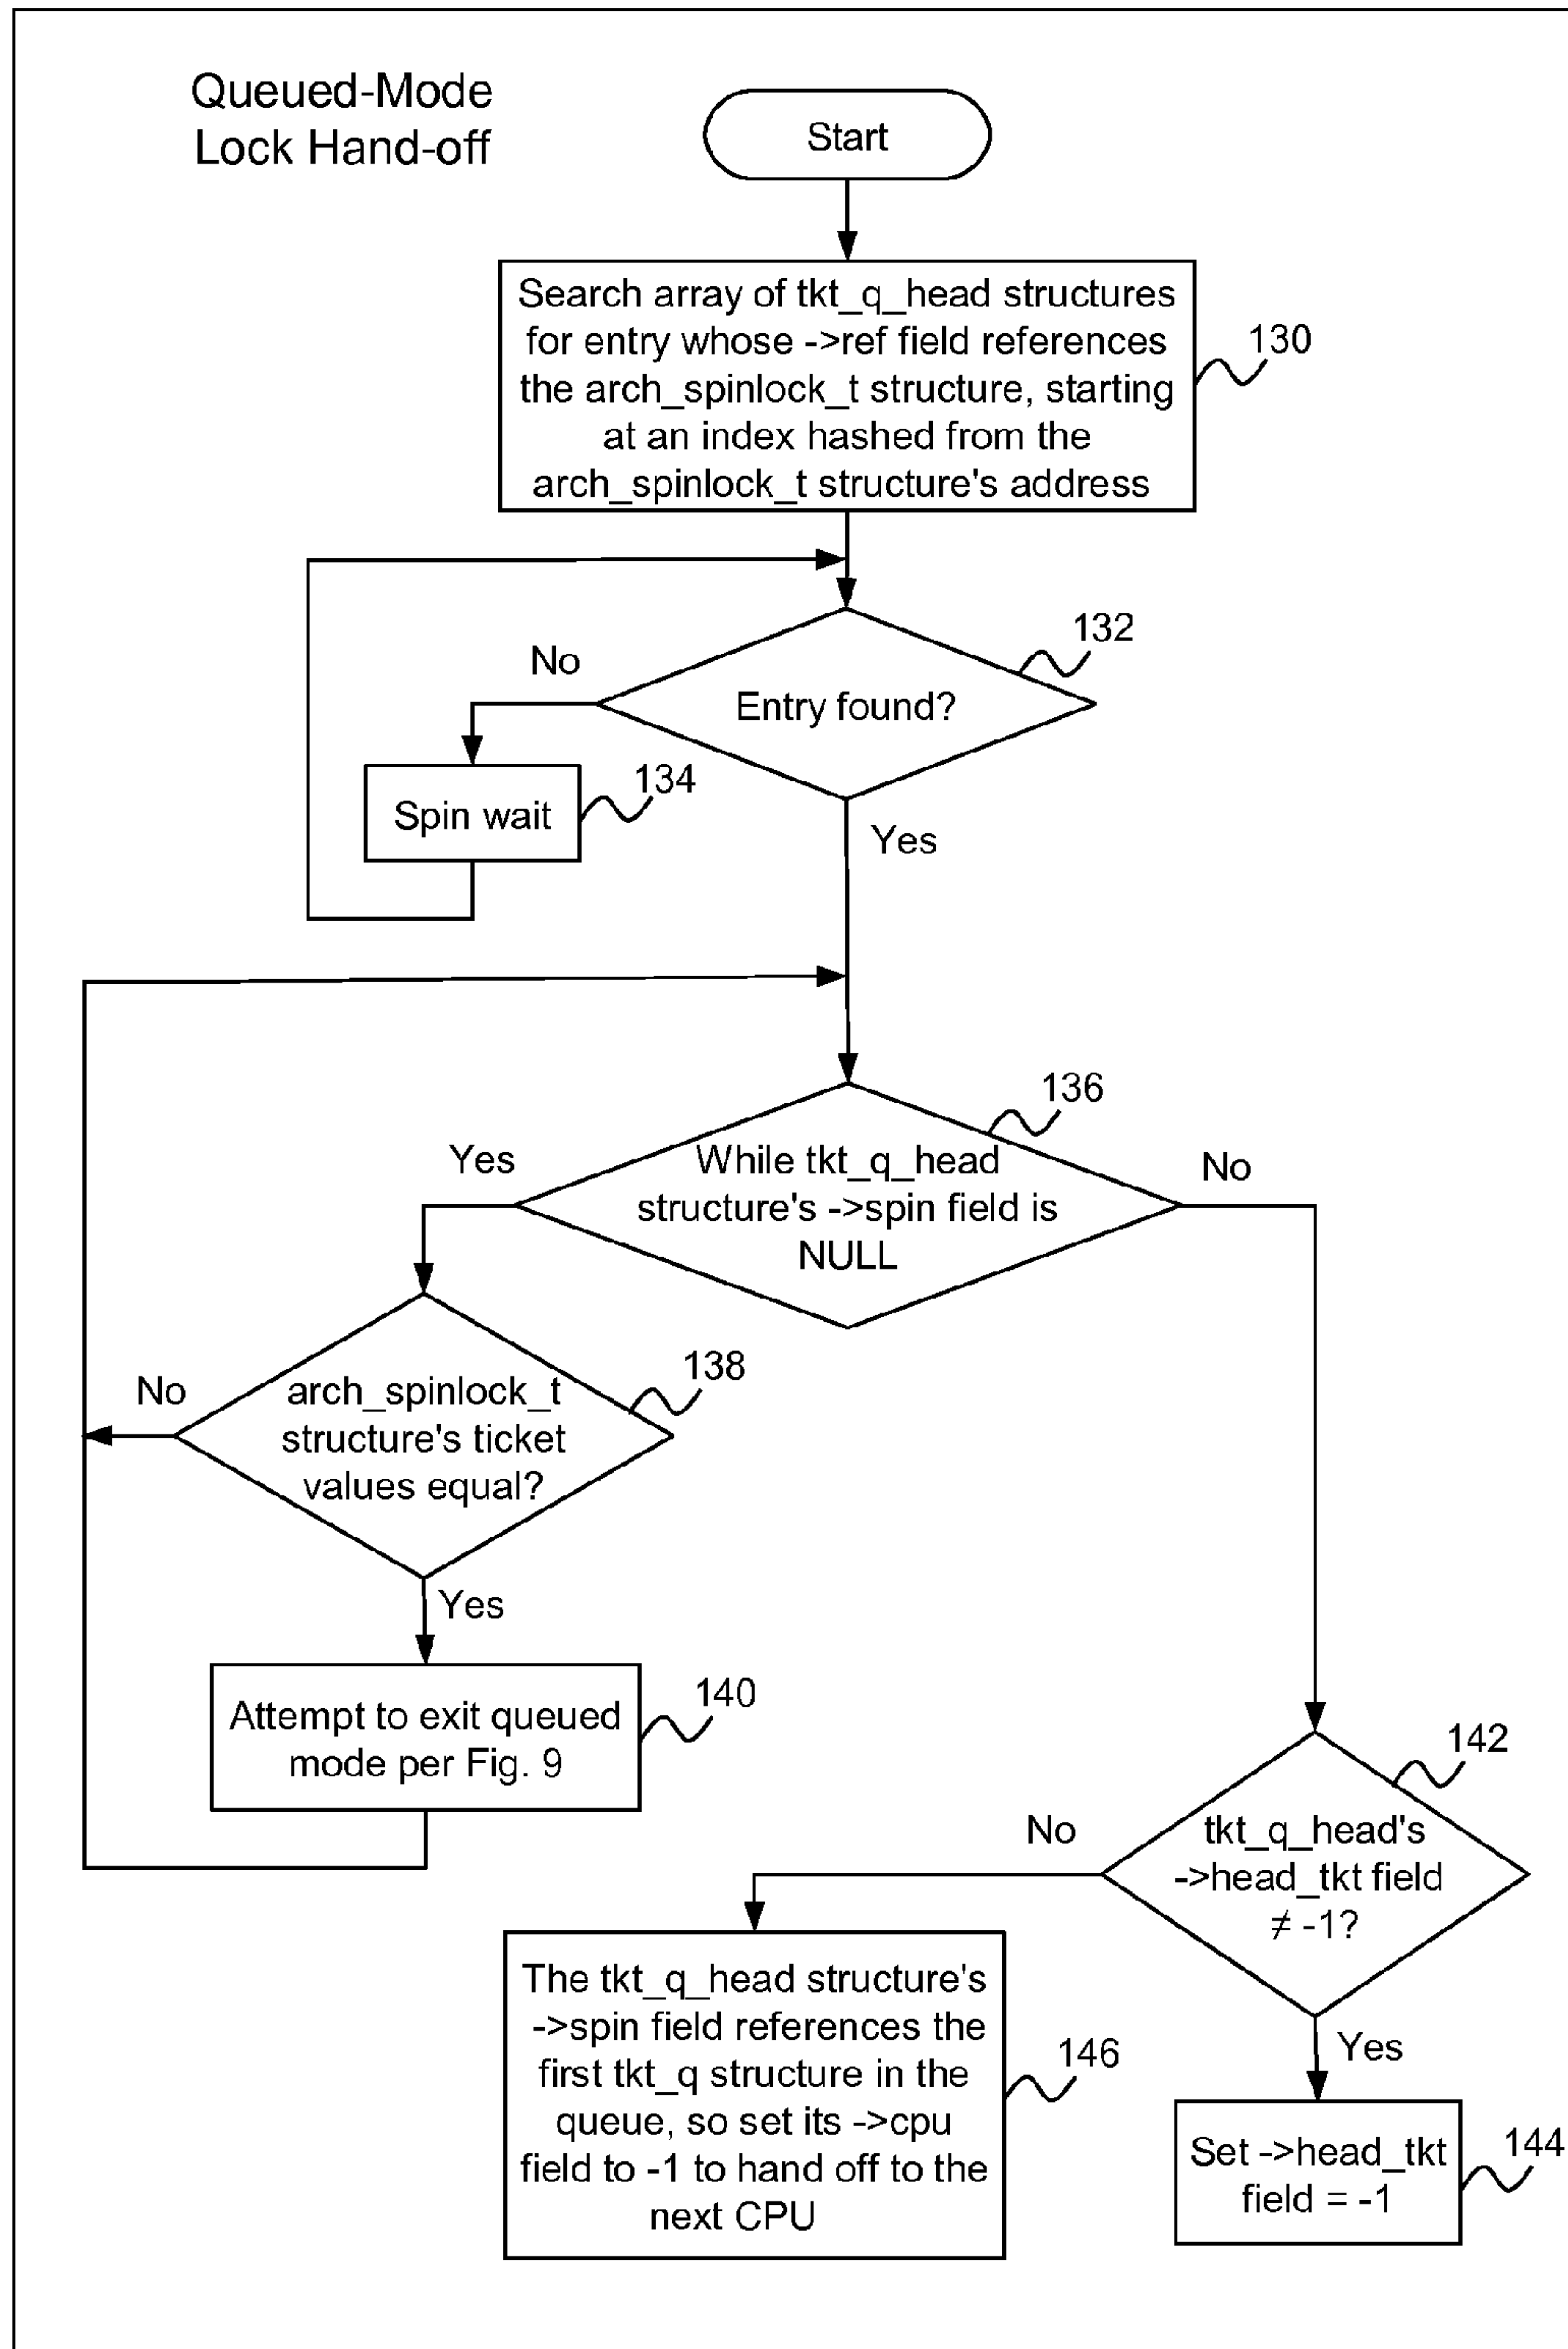 Queued-Mode
Lock Hand-off
Start
Search array of tkt_q_head structures
for entry whose ->ref field references
the arch_spinlock_t structure, starting
at an index hashed from the
arch_spinlock_t structure's address
130
132
No
Entry found?
134
Spin wait
Yes
136
Yes
While tkt_q_head
structure's ->spin field is
NULL
No
138
No
arch_spinlock_t
structure's ticket
values equal?
Yes
140
Attempt to exit queued
mode per Fig. 9
142
No
tkt_q_head's
->head_tkt field
≠ -1?
Yes
The tkt_q_head structure's
->spin field references the
first tkt_q structure in the
queue, so set its ->cpu
field to -1 to hand off to the
next CPU
146
144
Set ->head_tkt
field = -1